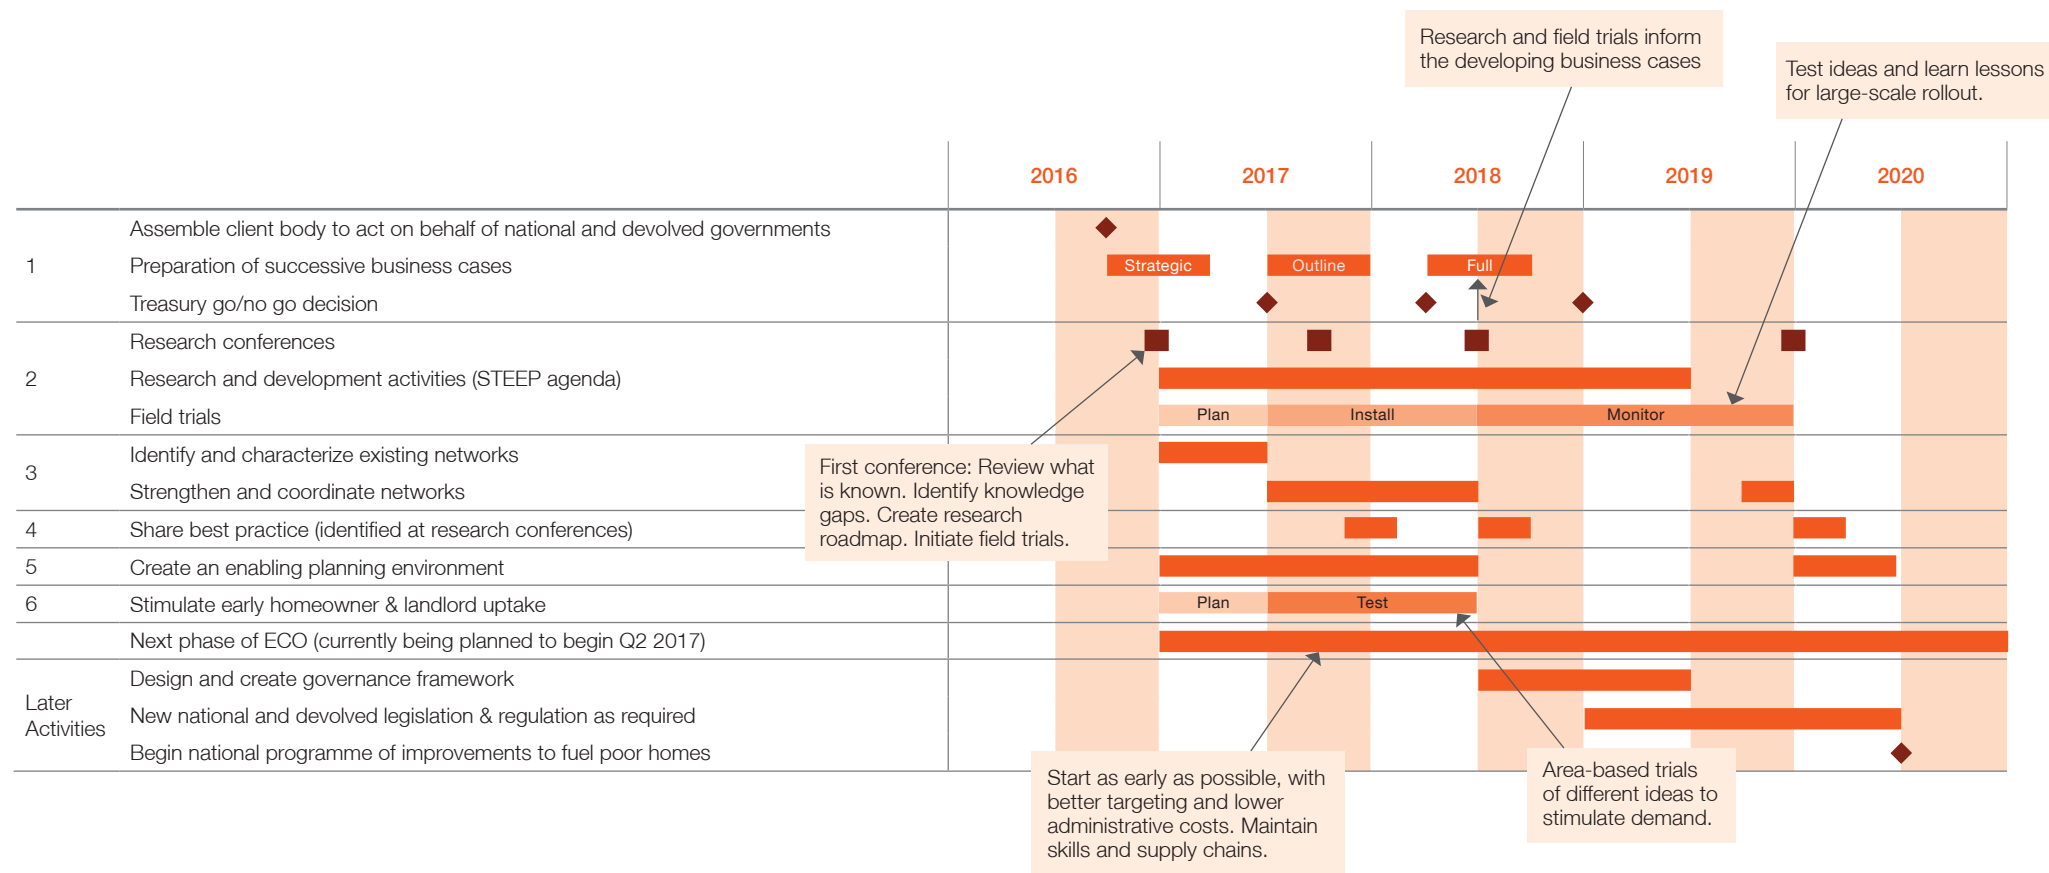 Research and field trials inform
the developing business cases
Test ideas and learn lessons
for large-scale rollout.
2016 2017 2018 2019 2020
Assemble client body to act on behalf of national and devolved governments
1 Preparation of successive business cases Strategic Outline Full
Treasury go/no go decision
Research conferences
2 Research and development activities (STEEP agenda)
Field trials Plan Install Monitor
3
Identify and characterize existing networks
Strengthen and coordinate networks
First conference: Review what
is known. Identify knowledge
gaps. Create research
roadmap. Initiate field trials.
4 Share best practice (identified at research conferences)
5 Create an enabling planning environment
6 Stimulate early homeowner & landlord uptake Plan Test
Next phase of ECO (currently being planned to begin Q2 2017)
Later
Activities
Design and create governance framework
New national and devolved legislation & regulation as required
Begin national programme of improvements to fuel poor homes
Start as early as possible, with
better targeting and lower
administrative costs. Maintain
skills and supply chains.
Area-based trials
of different ideas to
stimulate demand.